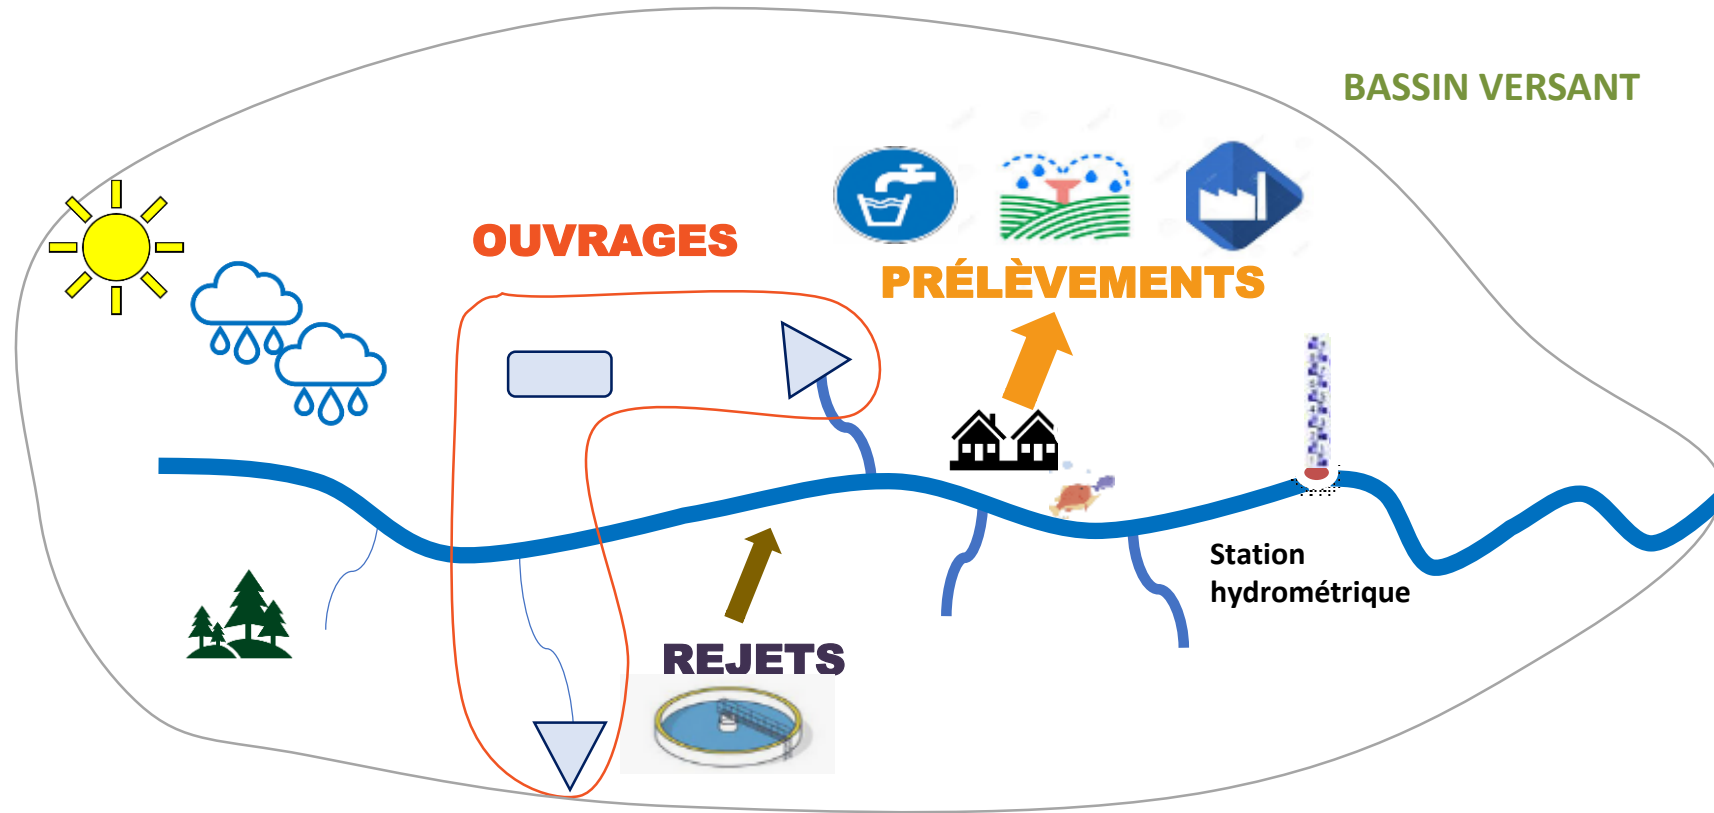 BASSIN VERSANT
OUVRAGES
PRÉLÈVEMENTS
Station
hydrométrique
REJETS